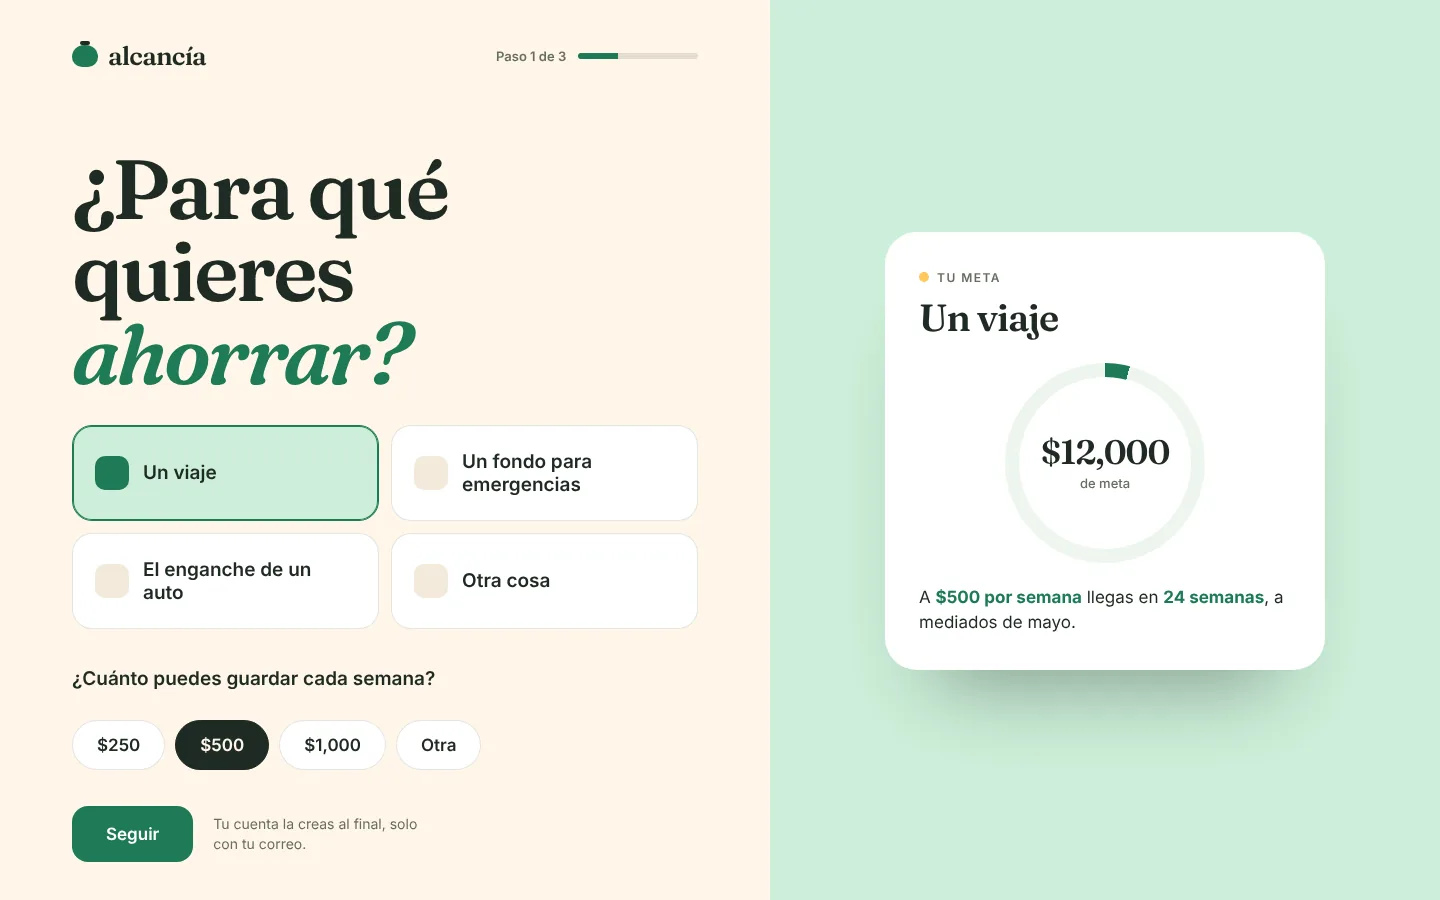 alcancía
Paso 1 de 3
¿Para qué
quieres
ahorrar?
Un viaje
Un fondo para
emergencias
El enganche de un
auto
Otra cosa
¿Cuánto puedes guardar cada semana?
$250
$500
$1,000
Otra
Seguir
Tu cuenta la creas al final, solo
con tu correo.
TU META
Un viaje
$12,000
de meta
A $500 por semana llegas en 24 semanas, a
mediados de mayo.